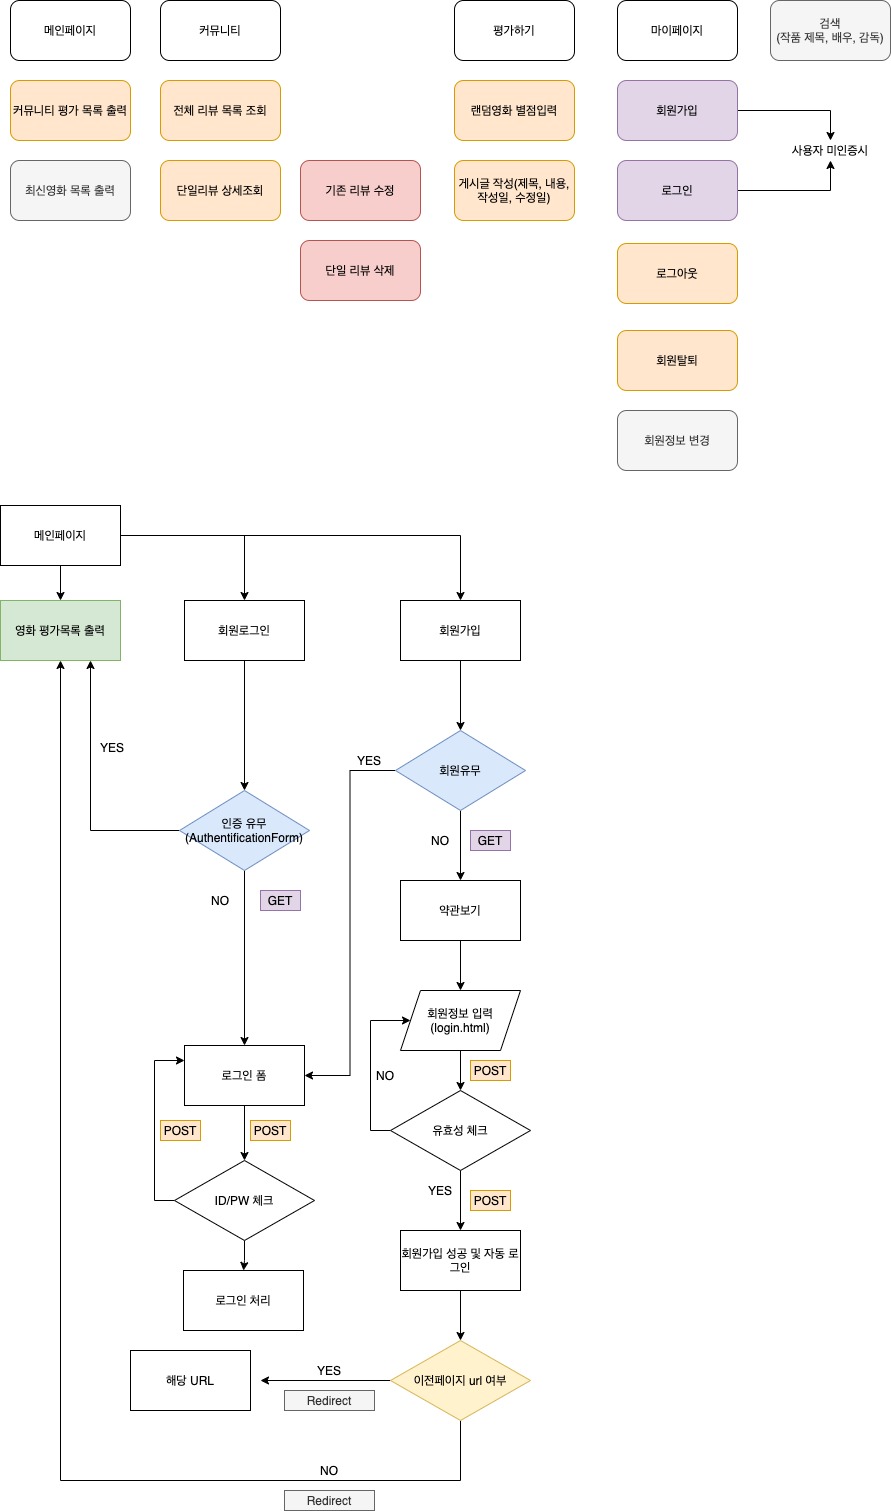 메인페이지
커뮤니티
평가하기
마이페이지
검색
(작품 제목, 배우, 감독)
커뮤니티 평가 목록 출력
전체 리뷰 목록 조회
랜덤영화 별점입력
회원가입
사용자 미인증시
최신영화 목록 출력
단일리뷰 상세조회
기존 리뷰 수정
게시글 작성(제목, 내용,
작성일, 수정일)
로그인
단일 리뷰 삭제
로그아웃
회원탈퇴
회원정보 변경
메인페이지
영화 평가목록 출력
회원로그인
회원가입
YES
YES
회원유무
인증 유무
(AuthentificationForm)
NO
GET
NO
GET
약관보기
회원정보 입력
(login.html)
로그인 폼
NO
POST
POST
POST
유효성 체크
ID/PW 체크
YES
POST
회원가입 성공 및 자동 로
그인
로그인 처리
해당 URL
YES
Redirect
이전페이지 url 여부
NO
Redirect